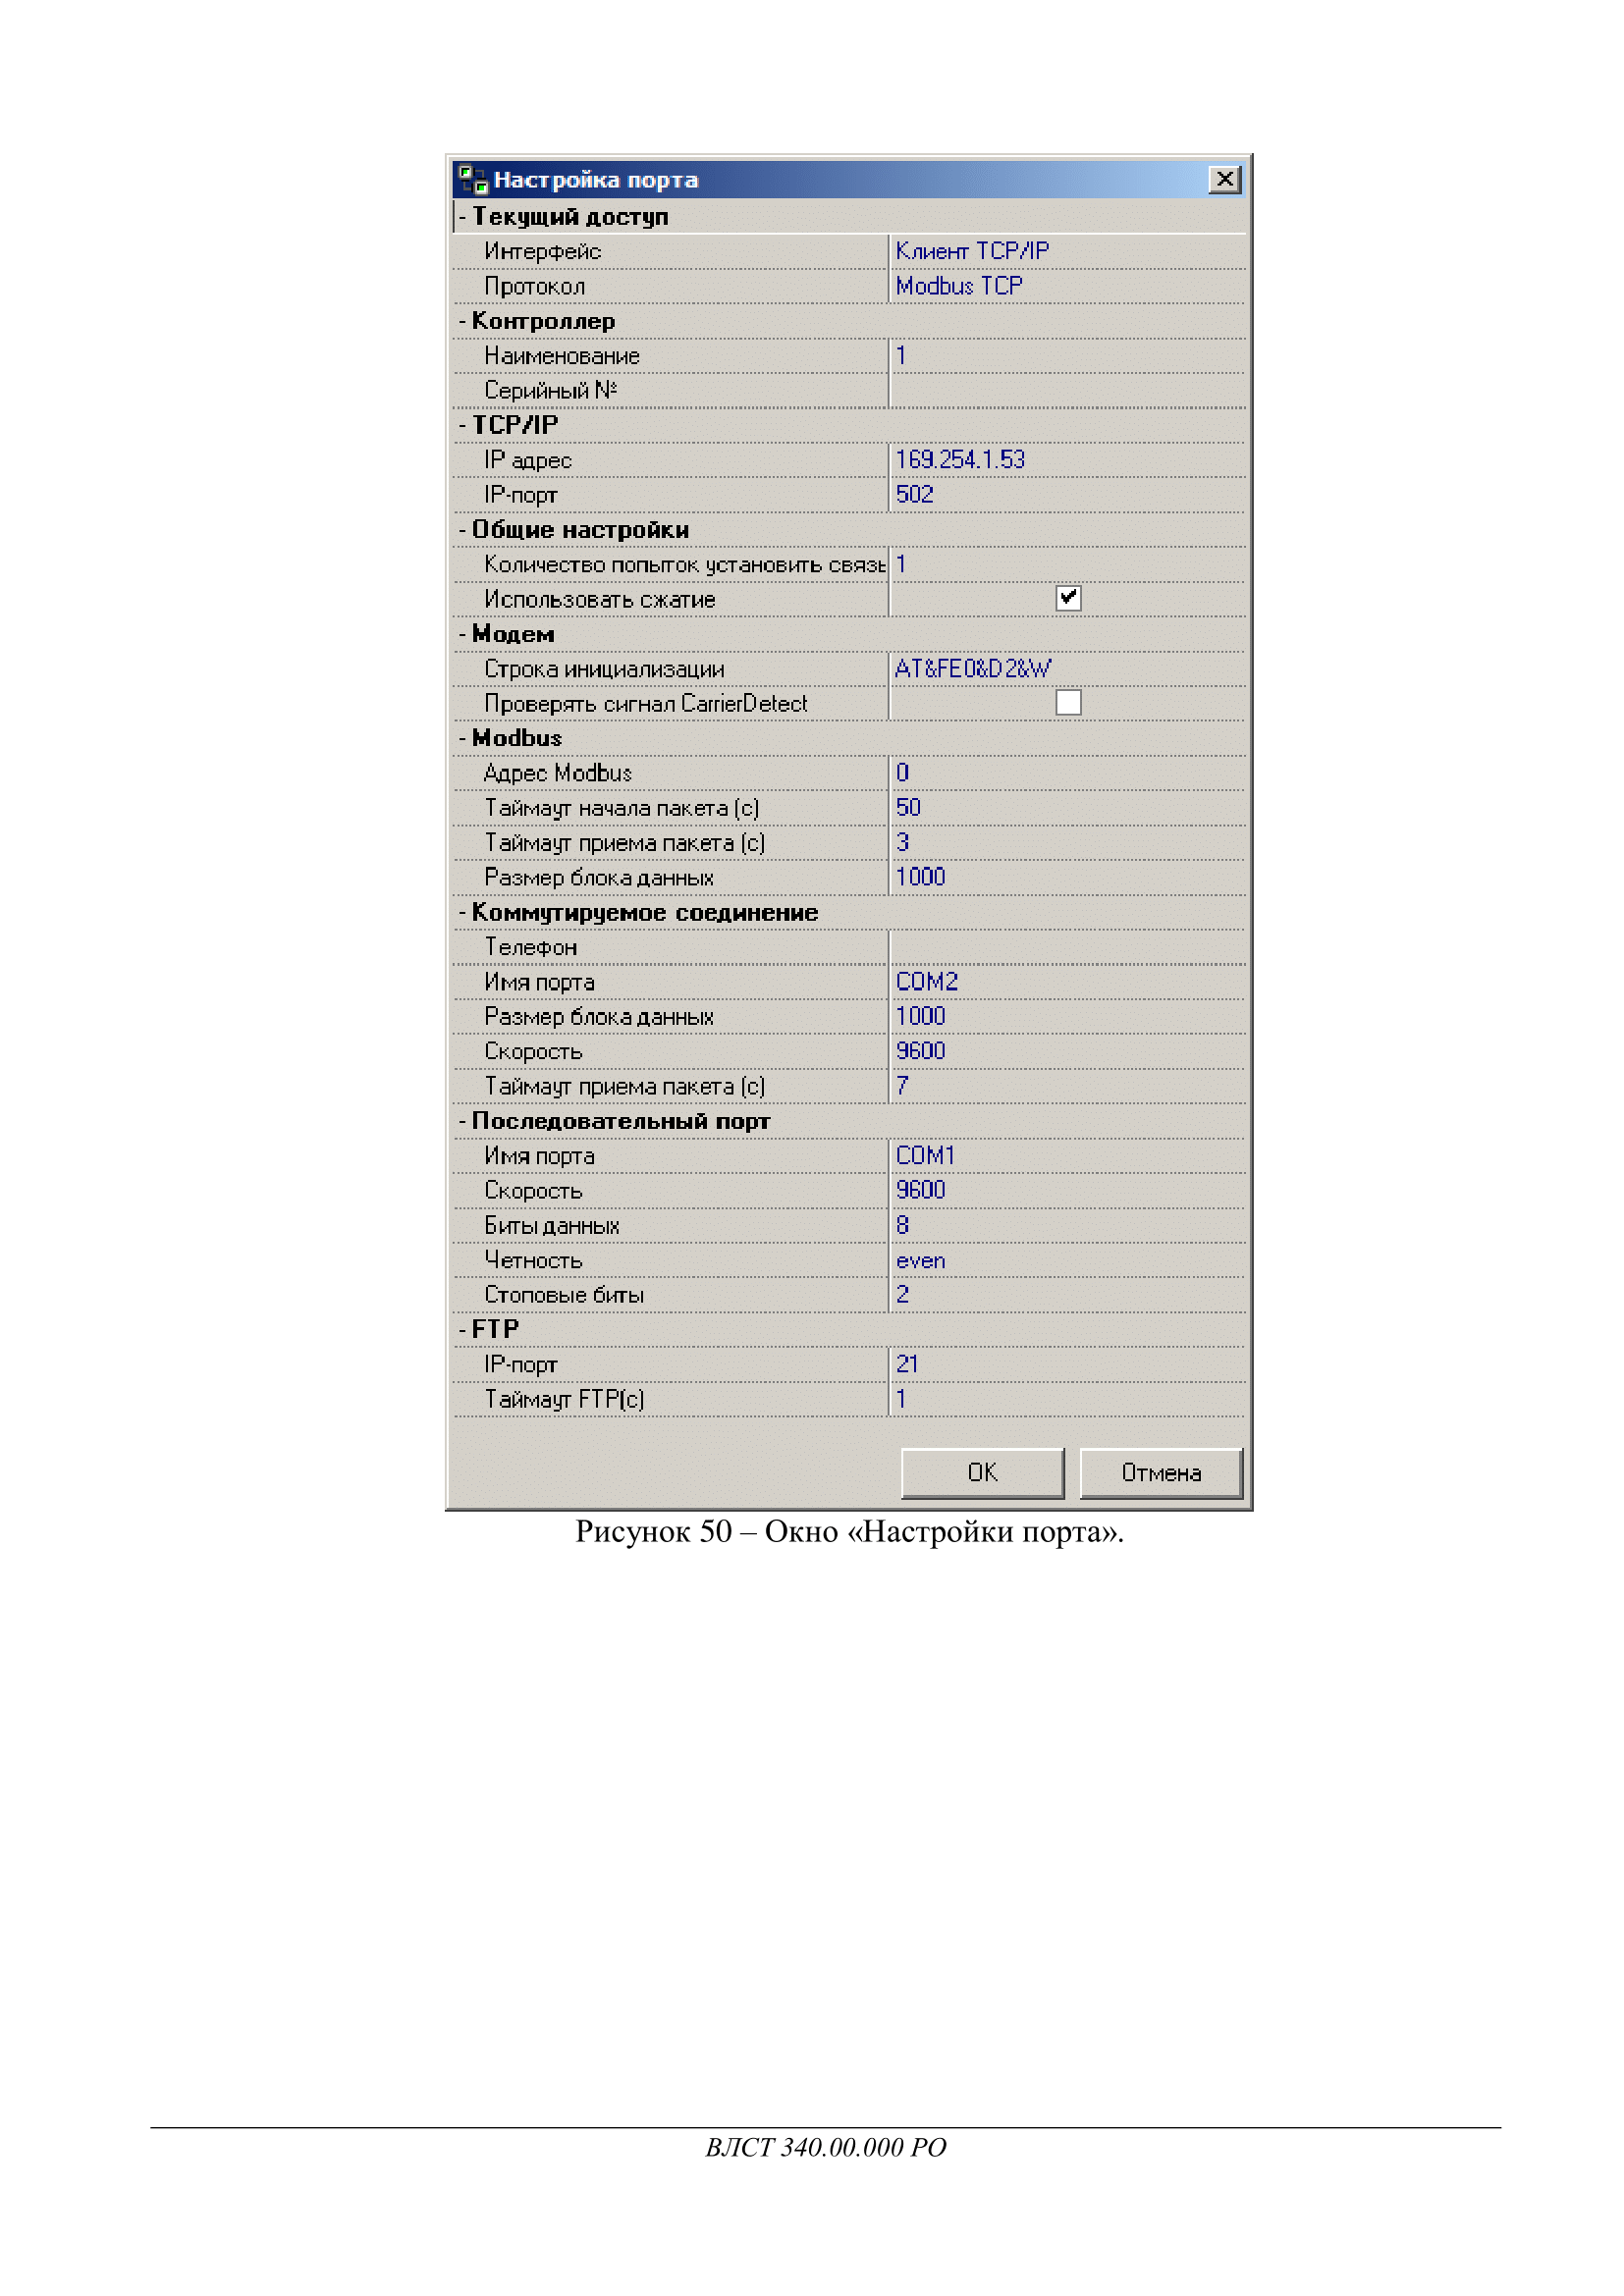 Настройка порта
- Текущий доступ
Интерфейс Клиент TCP/IP
Протокол Modbus TCP
- Контроллер
Наименование 1
Серийный №
- TCP/IP
IP адрес 169.254.1.53
IP-порт 502
- Общие настройки
Количество попыток установить связь 1
Использовать сжатие
- Модем
Строка инициализации AT&FE0&D2&W
Проверять сигнал CarrierDetect
- Modbus
Адрес Modbus 0
Таймаут начала пакета (с) 50
Таймаут приема пакета (с) 3
Размер блока данных 1000
- Коммутируемое соединение
Телефон
Имя порта COM2
Размер блока данных 1000
Скорость 9600
Таймаут приема пакета (с) 7
- Последовательный порт
Имя порта COM1
Скорость 9600
Биты данных 8
Четность even
Стоповые биты 2
- FTP
IP-порт 21
Таймаут FTP(с) 1
OK Отмена
Рисунок 50 – Окно «Настройки порта».
ВЛСТ 340.00.000 РО